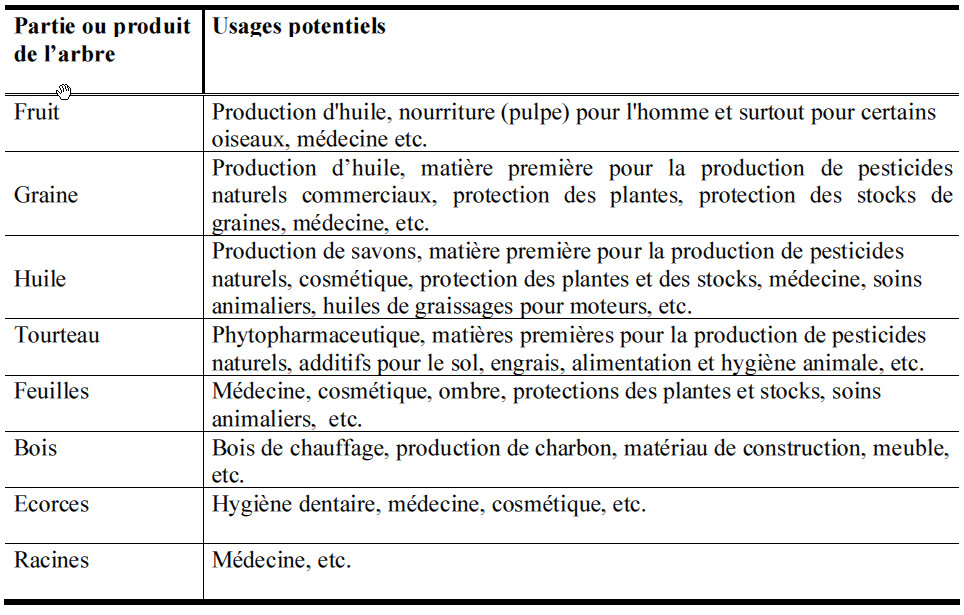 Partie ou produit
de l’arbre
Usages potentiels
Fruit
Production d'huile, nourriture (pulpe) pour l'homme et surtout pour certains
oiseaux, médecine etc.
Graine
Production d’huile, matière première pour la production de pesticides
naturels commerciaux, protection des plantes, protection des stocks de
graines, médecine, etc.
Huile
Production de savons, matière première pour la production de pesticides
naturels, cosmétique, protection des plantes et des stocks, médecine, soins
animaliers, huiles de graissages pour moteurs, etc.
Tourteau
Phytopharmaceutique, matières premières pour la production de pesticides
naturels, additifs pour le sol, engrais, alimentation et hygiène animale, etc.
Feuilles
Médecine, cosmétique, ombre, protections des plantes et stocks, soins
animaliers,  etc.
Bois
Bois de chauffage, production de charbon, matériau de construction, meuble,
etc.
Ecorces
Hygiène dentaire, médecine, cosmétique, etc.
Racines
Médecine, etc.